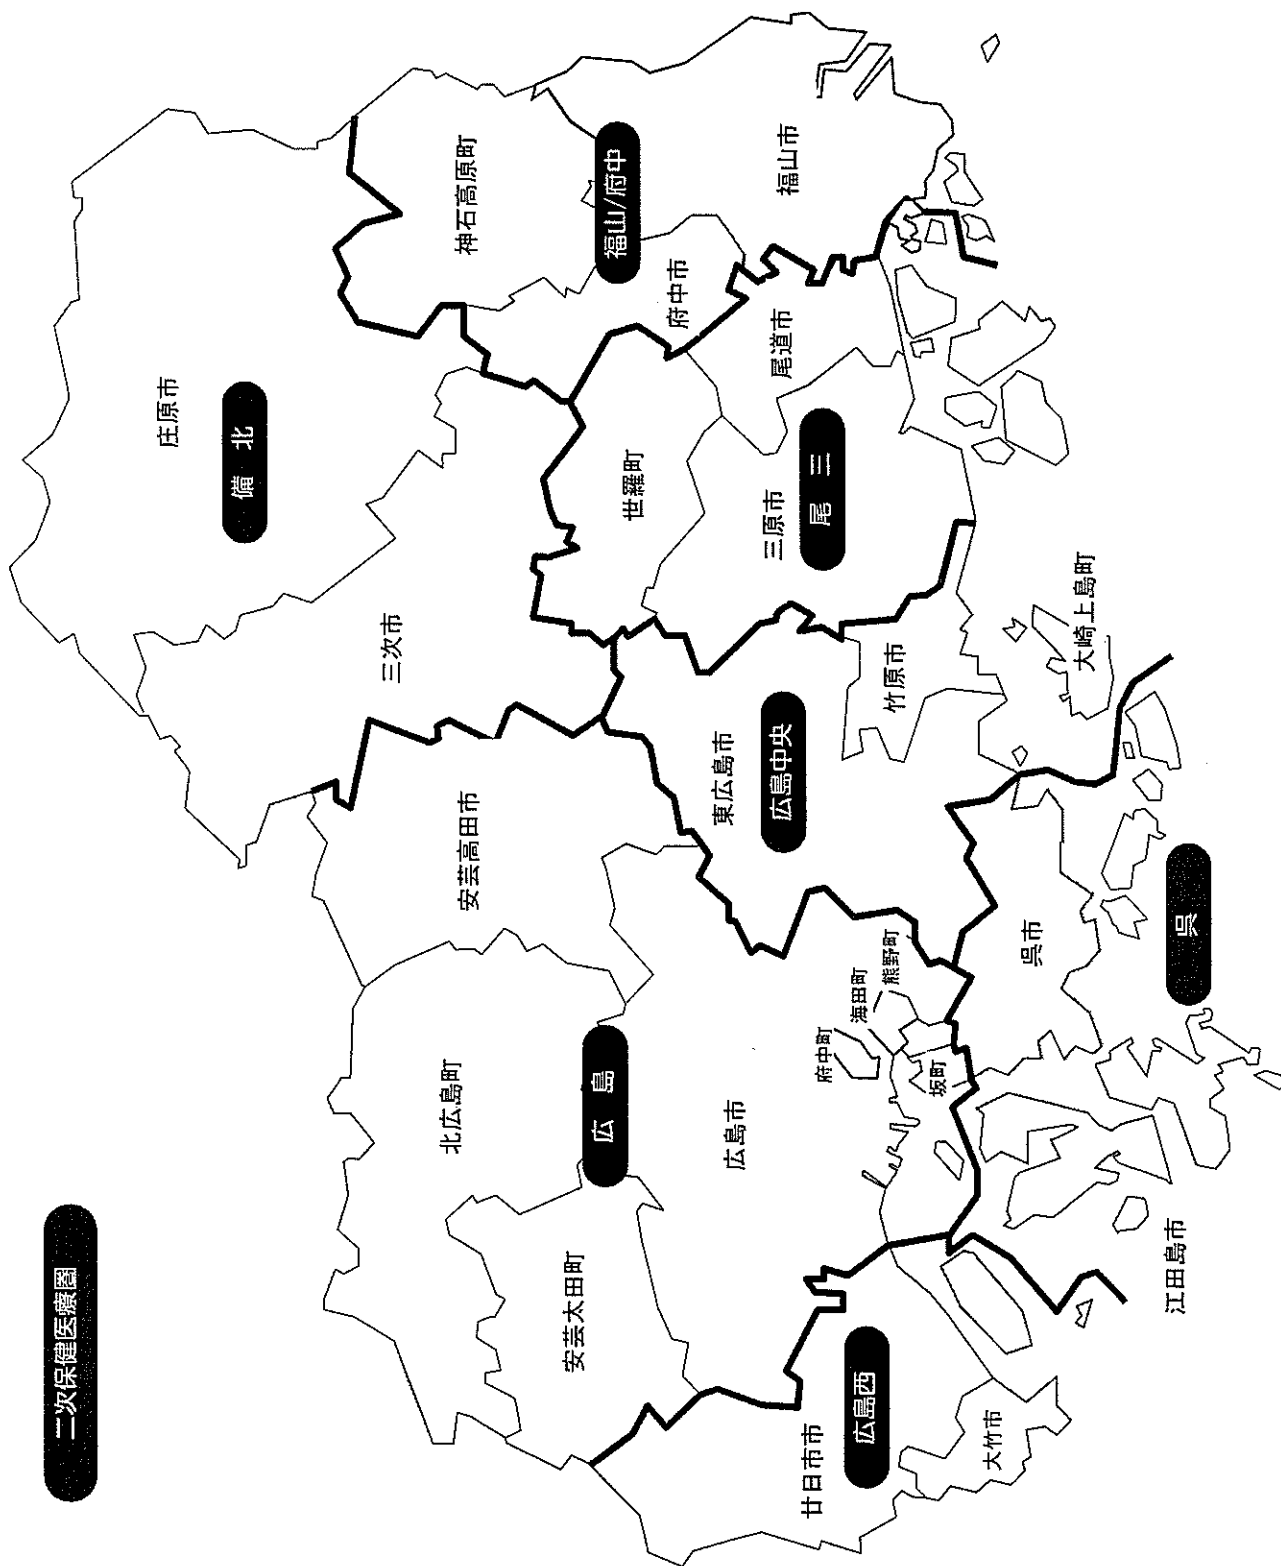 二次保健医療圏
庄原市
備 北
三次市
神石高原町
福山/府中
福山市
府中市
尾道市
世羅町
三原市
尾 三
安芸高田市
北広島町
広 島
安芸太田町
広島市
東広島市
広島中央
竹原市
大崎上島町
府中町
海田町
熊野町
坂町
呉市
呉
江田島市
廿日市市
広島西
大竹市